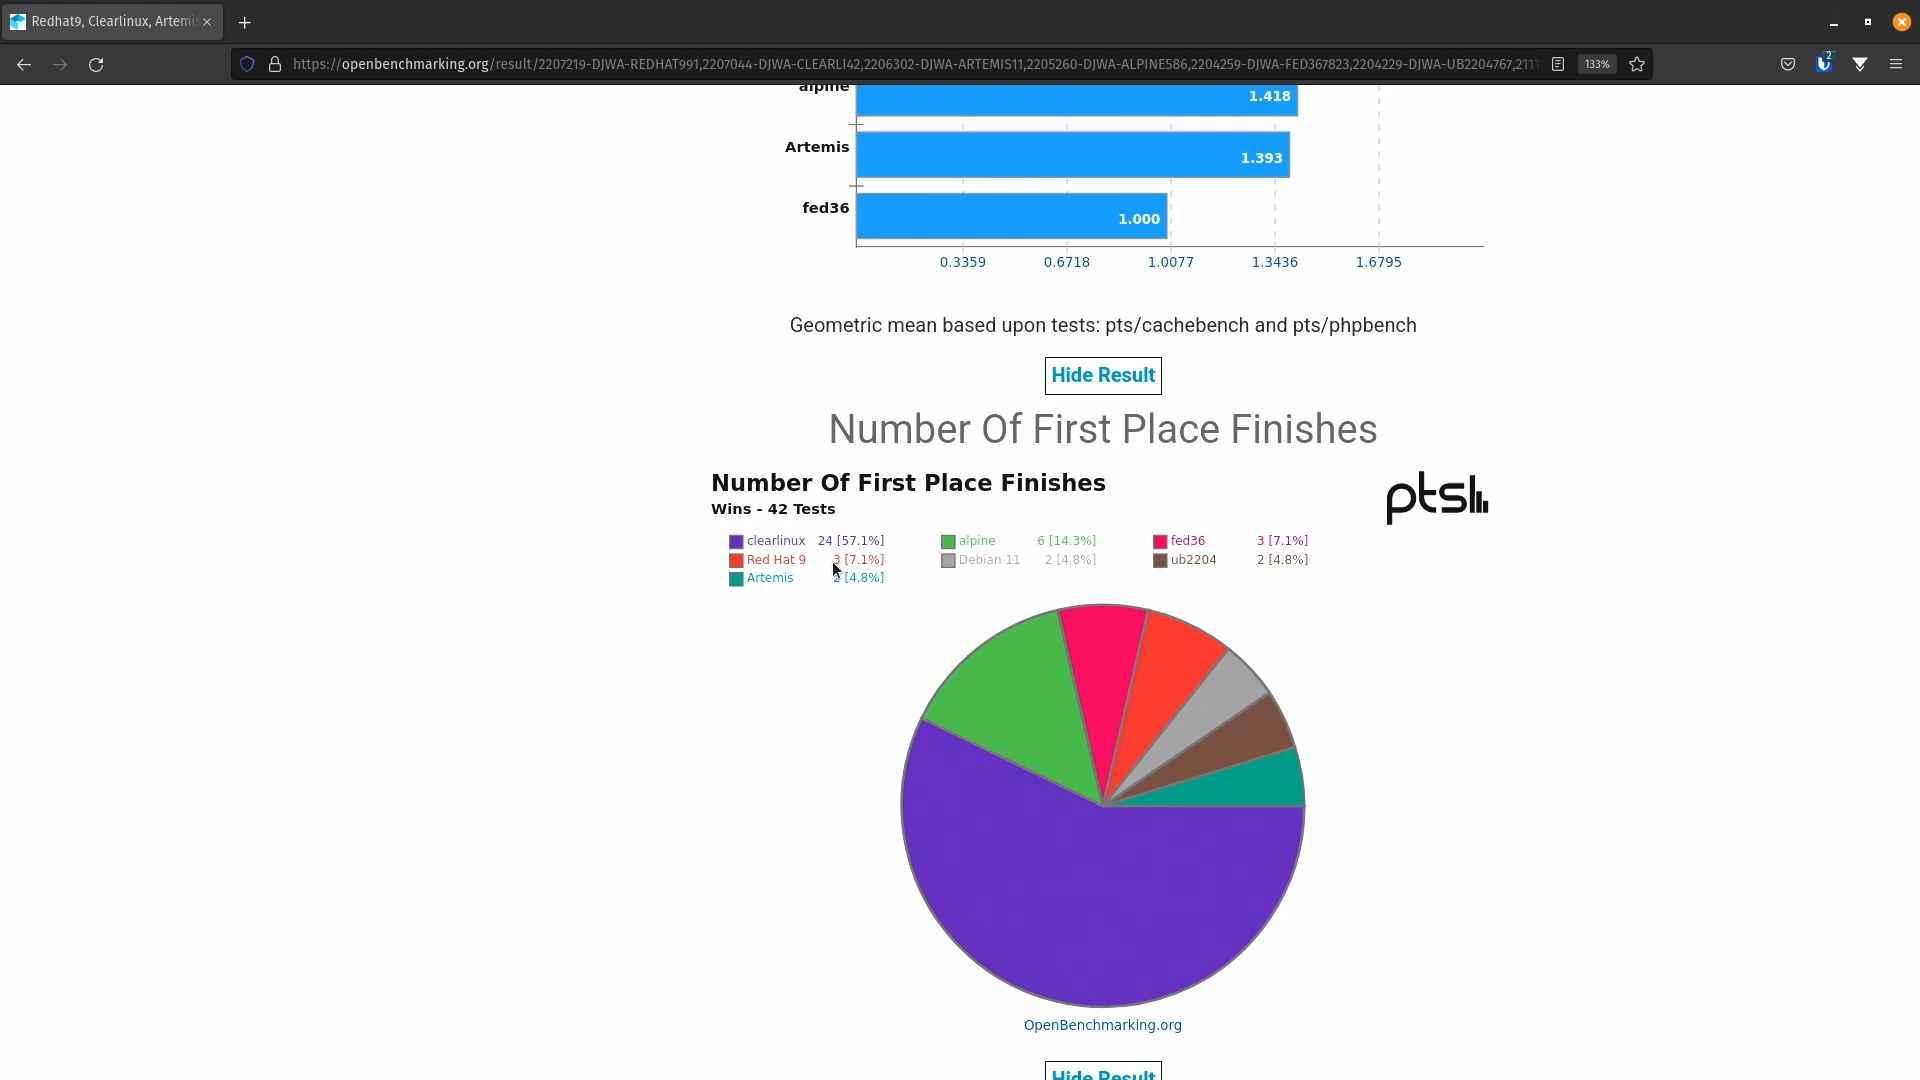 Redhat9, Clearlinux, Artemis
https://openbenchmarking.org/result/2207219-DJWA-REDHAT991,2207044-DJWA-CLEARLI42,2206302-DJWA-ARTEMIS11,2205260-DJWA-ALPINE586,2204259-DJWA-FED367823,2204229-DJWA-UB2204767,2111
133%
2
alpine
1.418
Artemis
1.393
fed36
1.000
0.3359 0.6718 1.0077 1.3436 1.6795
Geometric mean based upon tests: pts/cachebench and pts/phpbench
Hide Result
Number Of First Place Finishes
Number Of First Place Finishes
Wins - 42 Tests
pts
clearlinux 24 [57.1%] alpine 6 [14.3%] fed36 3 [7.1%]
Red Hat 9 3 [7.1%] Debian 11 2 [4.8%] ub2204 2 [4.8%]
Artemis 2 [4.8%]
OpenBenchmarking.org
Hide Result